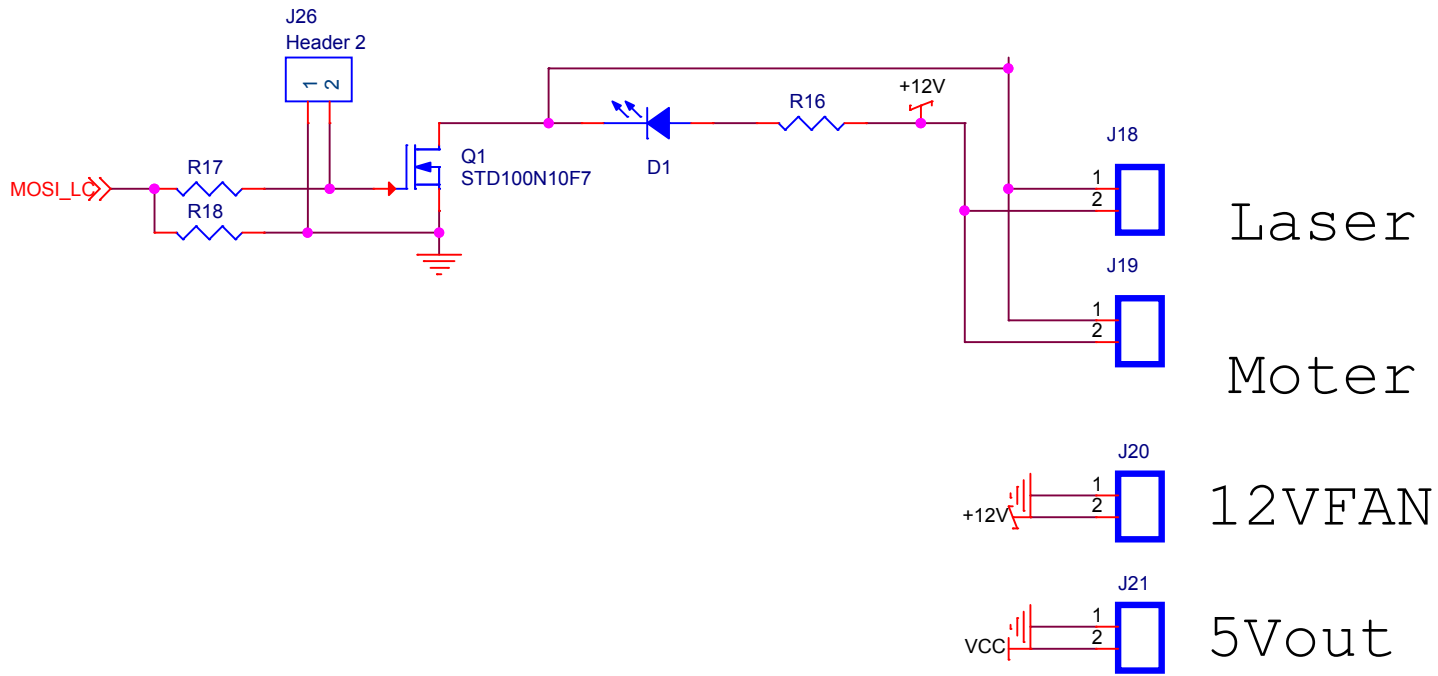 J26
Header 2
1 2
+12V
R16
J18
R17
Q1
STD100N10F7
D1
1
MOSI_LC
2
R18
Laser
J19
1
2
Moter
J20
1
12VFAN
+12V
2
J21
1
5Vout
VCC
2